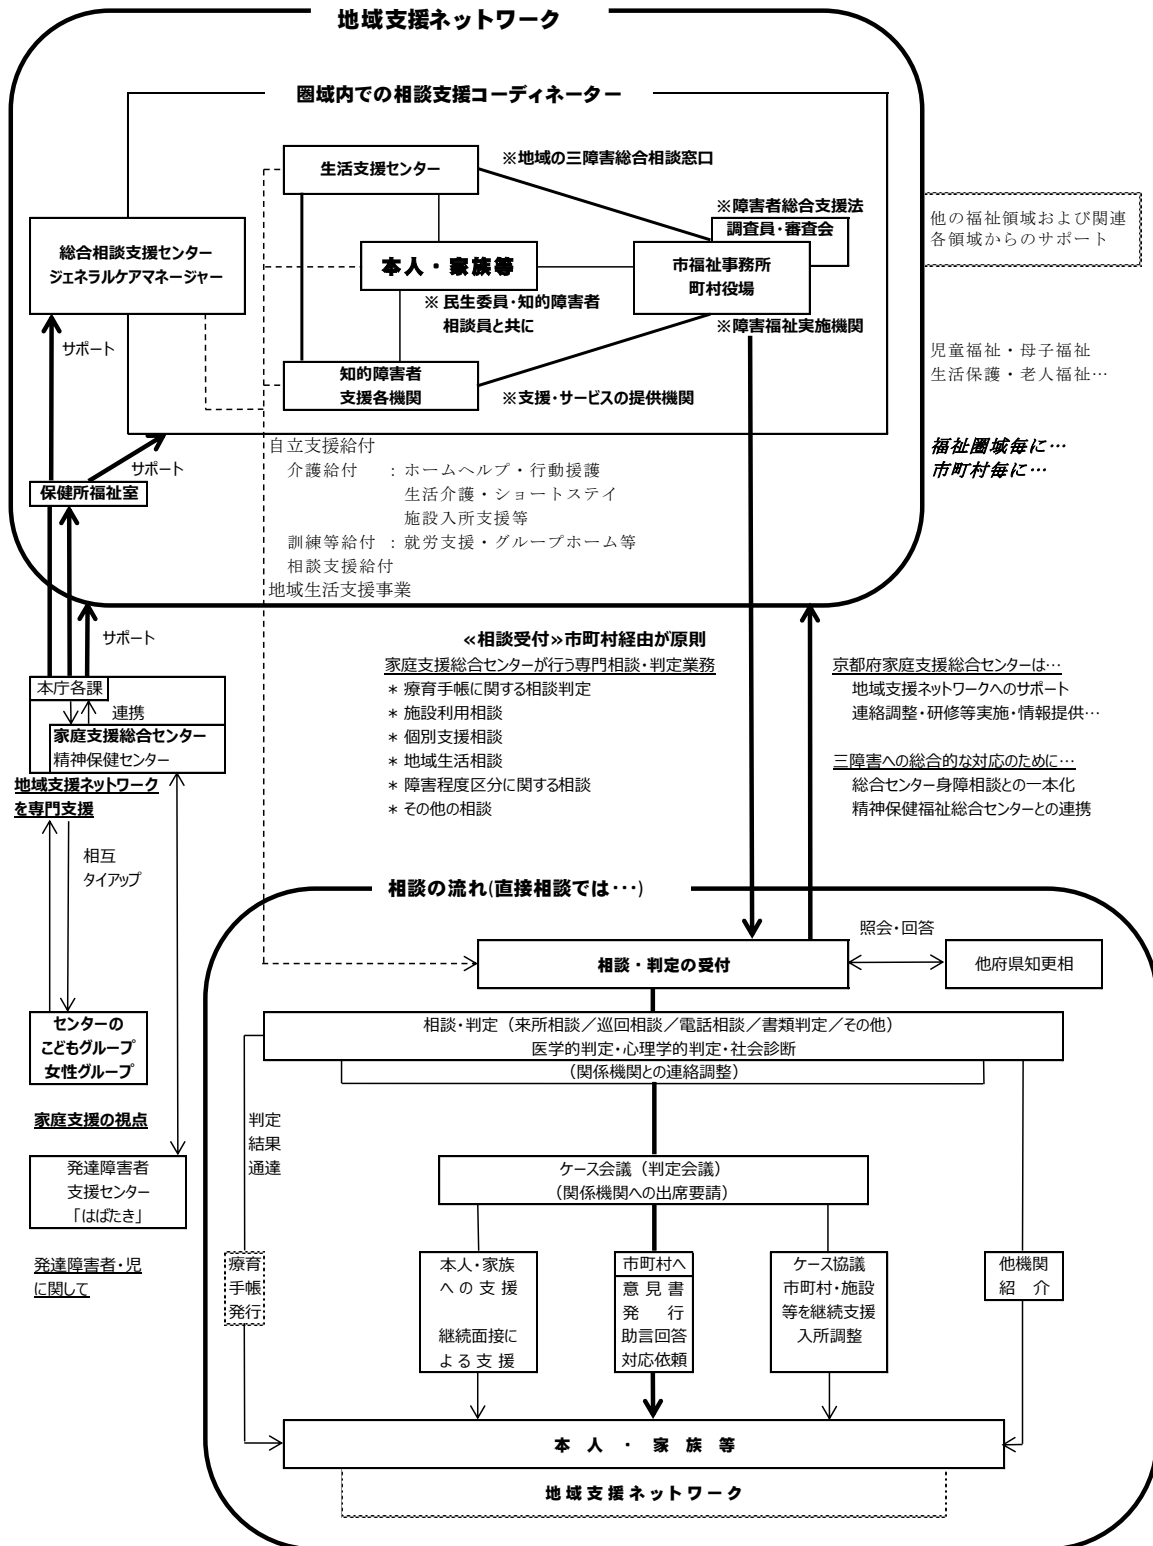 地域支援ネットワーク
圏域内での相談支援コーディネーター
生活支援センター
※地域の三障害総合相談窓口
※障害者総合支援法
調査員・審査会
他の福祉領域および関連
各領域からのサポート
総合相談支援センター
ジェネラルケアマネージャー
本人・家族等
市福祉事務所
町村役場
※ 民生委員・知的障害者
相談員と共に
※障害福祉実施機関
サポート
児童福祉・母子福祉
生活保護・老人福祉…
知的障害者
支援各機関
※支援・サービスの提供機関
福祉圏域毎に…
市町村毎に…
自立支援給付
介護給付 : ホームヘルプ・行動援護
生活介護・ショートステイ
施設入所支援等
訓練等給付 : 就労支援・グループホーム等
相談支援給付
地域生活支援事業
サポート
保健所福祉室
サポート
≪相談受付≫市町村経由が原則
家庭支援総合センターが行う専門相談・判定業務
＊ 療育手帳に関する相談判定
＊ 施設利用相談
＊ 個別支援相談
＊ 地域生活相談
＊ 障害程度区分に関する相談
＊ その他の相談
京都府家庭支援総合センターは…
地域支援ネットワークへのサポート
連絡調整・研修等実施・情報提供…
三障害への総合的な対応のために…
総合センター身障相談との一本化
精神保健福祉総合センターとの連携
本庁各課
連携
家庭支援総合センター
精神保健センター
地域支援ネットワーク
を専門支援
相互
タイアップ
センターの
こどもグループ
女性グループ
家庭支援の視点
発達障害者
支援センター
「はばたき」
発達障害者・児
に関して
相談の流れ(直接相談では…)
相談・判定の受付
照会・回答
他府県知更相
相談・判定（来所相談／巡回相談／電話相談／書類判定／その他）
医学的判定・心理学的判定・社会診断
（関係機関との連絡調整）
判定
結果
通達
ケース会議（判定会議）
（関係機関への出席要請）
療育
手帳
発行
本人・家族
への支援
継続面接に
よる支援
市町村へ
意見書
発　行
助言回答
対応依頼
ケース協議
市町村・施設
等を継続支援
入所調整
他機関
紹　介
本　人　・　家　族　等
地域支援ネットワーク